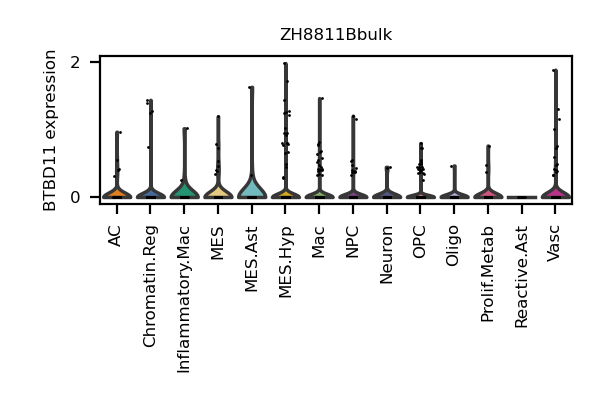 ZH8811Bbulk
BTBD11 expression
2
0
AC
Chromatin.Reg
Inflammatory.Mac
MES
MES.Ast
MES.Hyp
Mac
NPC
Neuron
OPC
Oligo
Prolif.Metab
Reactive.Ast
Vasc